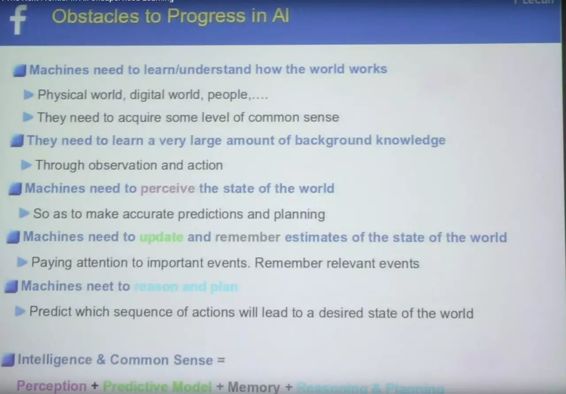 f
Obstacles to Progress in AI
Machines need to learn/understand how the world works
Physical world, digital world, people,....
They need to acquire some level of common sense
They need to learn a very large amount of background knowledge
Through observation and action
Machines need to perceive the state of the world
So as to make accurate predictions and planning
Machines need to update and remember estimates of the state of the world
Paying attention to important events. Remember relevant events
Machines neet to reason and plan
Predict which sequence of actions will lead to a desired state of the world
Intelligence & Common Sense =
Perception + Predictive Model + Memory + Reasoning & Planning